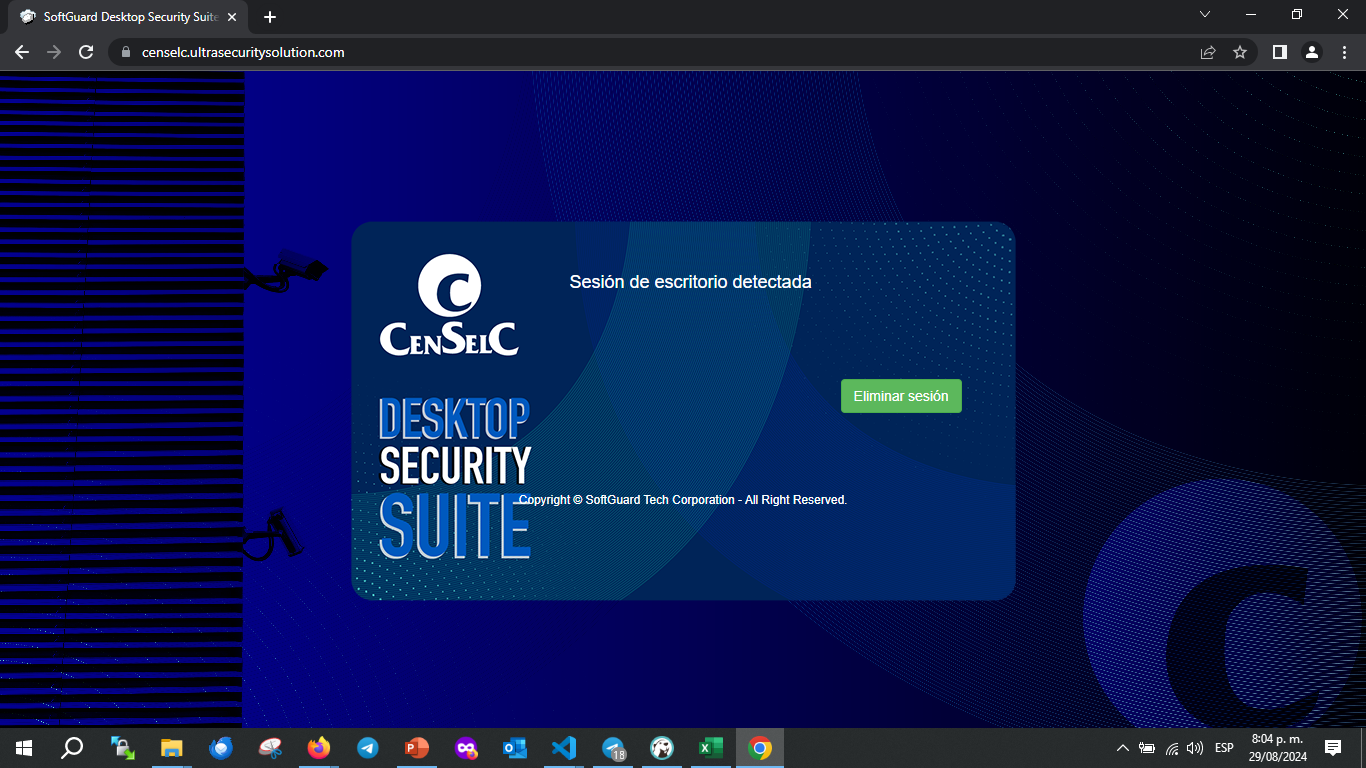 SoftGuard Desktop Security Suite
censelc.ultrasecuritysolution.com
C
CENSELC
Sesión de escritorio detectada
Eliminar sesión
DESKTOP
SECURITY
SUITE
Copyright © SoftGuard Tech Corporation - All Right Reserved.
C
18
ESP
8:04 p. m.
29/08/2024